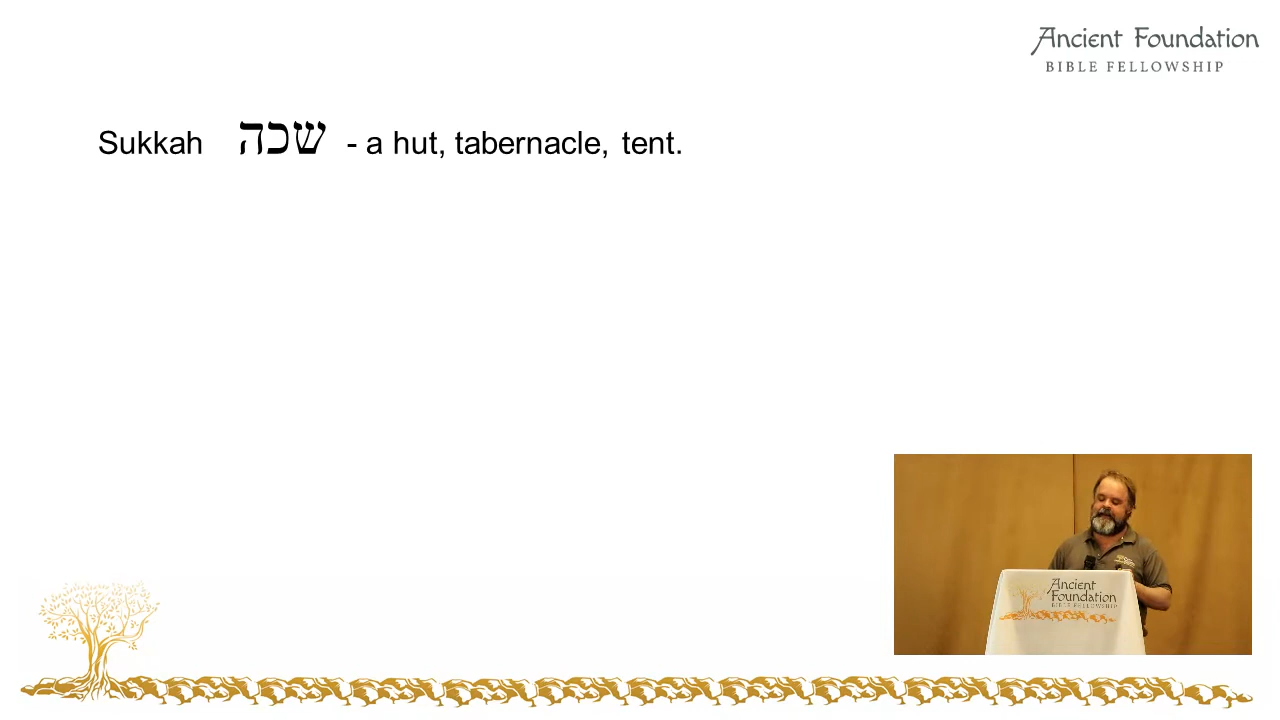 Ancient Foundation
BIBLE FELLOWSHIP
Sukkah שכה - a hut, tabernacle, tent.
Ancient
Foundation
BIBLE FELLOWSHIP